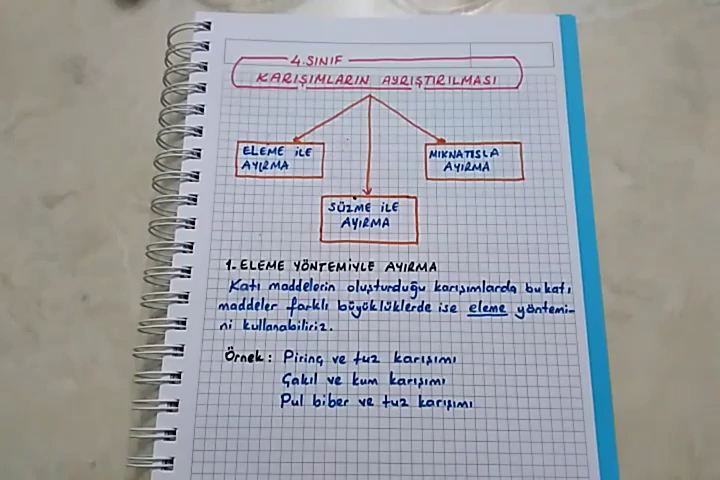 4. SINIF
KARIŞIMLARIN AYRIŞTIRILMASI
ELEME İLE
AYIRMA
MIKNATISLA
AYIRMA
SÜZME İLE
AYIRMA
1. ELEME YÖNTEMİYLE AYIRMA
Katı maddelerin oluşturduğu karışımlarda bu katı
maddeler farklı büyüklüklerde ise eleme yöntemi-
ni kullanabiliriz.
Örnek: Pirinç ve tuz karışımı
Çakıl ve kum karışımı
Pul biber ve tuz karışımı